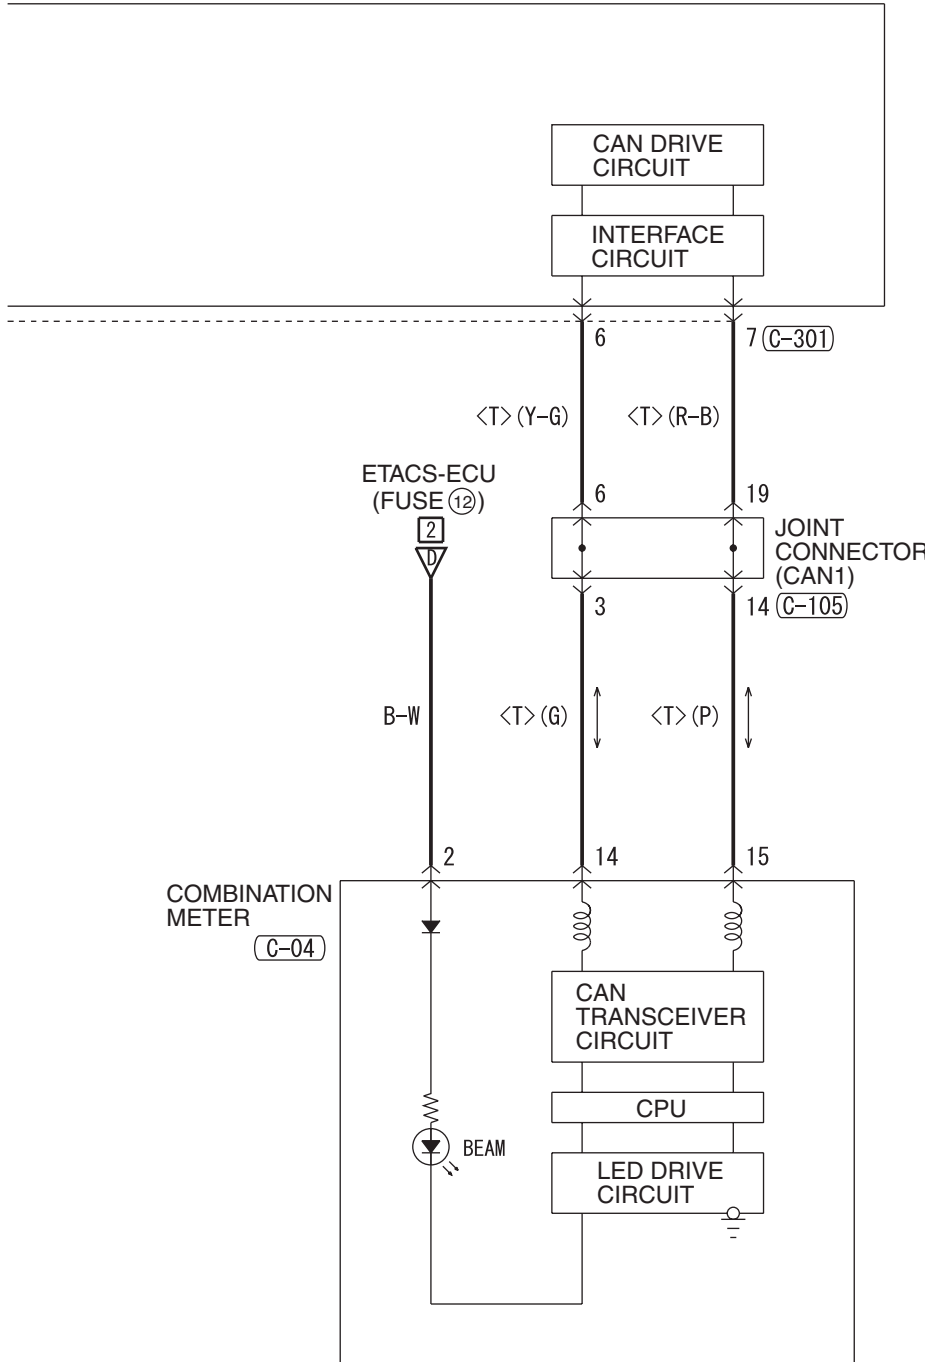 CAN DRIVE
CIRCUIT
INTERFACE
CIRCUIT
6
7 (C-301)
<T>(Y-G)
<T>(R-B)
ETACS-ECU
(FUSE 12)
2
D
6
19
JOINT
CONNECTOR
(CAN1)
3
14 (C-105)
B-W
<T>(G)
<T>(P)
2
14
15
COMBINATION
METER
C-04
CAN
TRANSCEIVER
CIRCUIT
CPU
BEAM
LED DRIVE
CIRCUIT